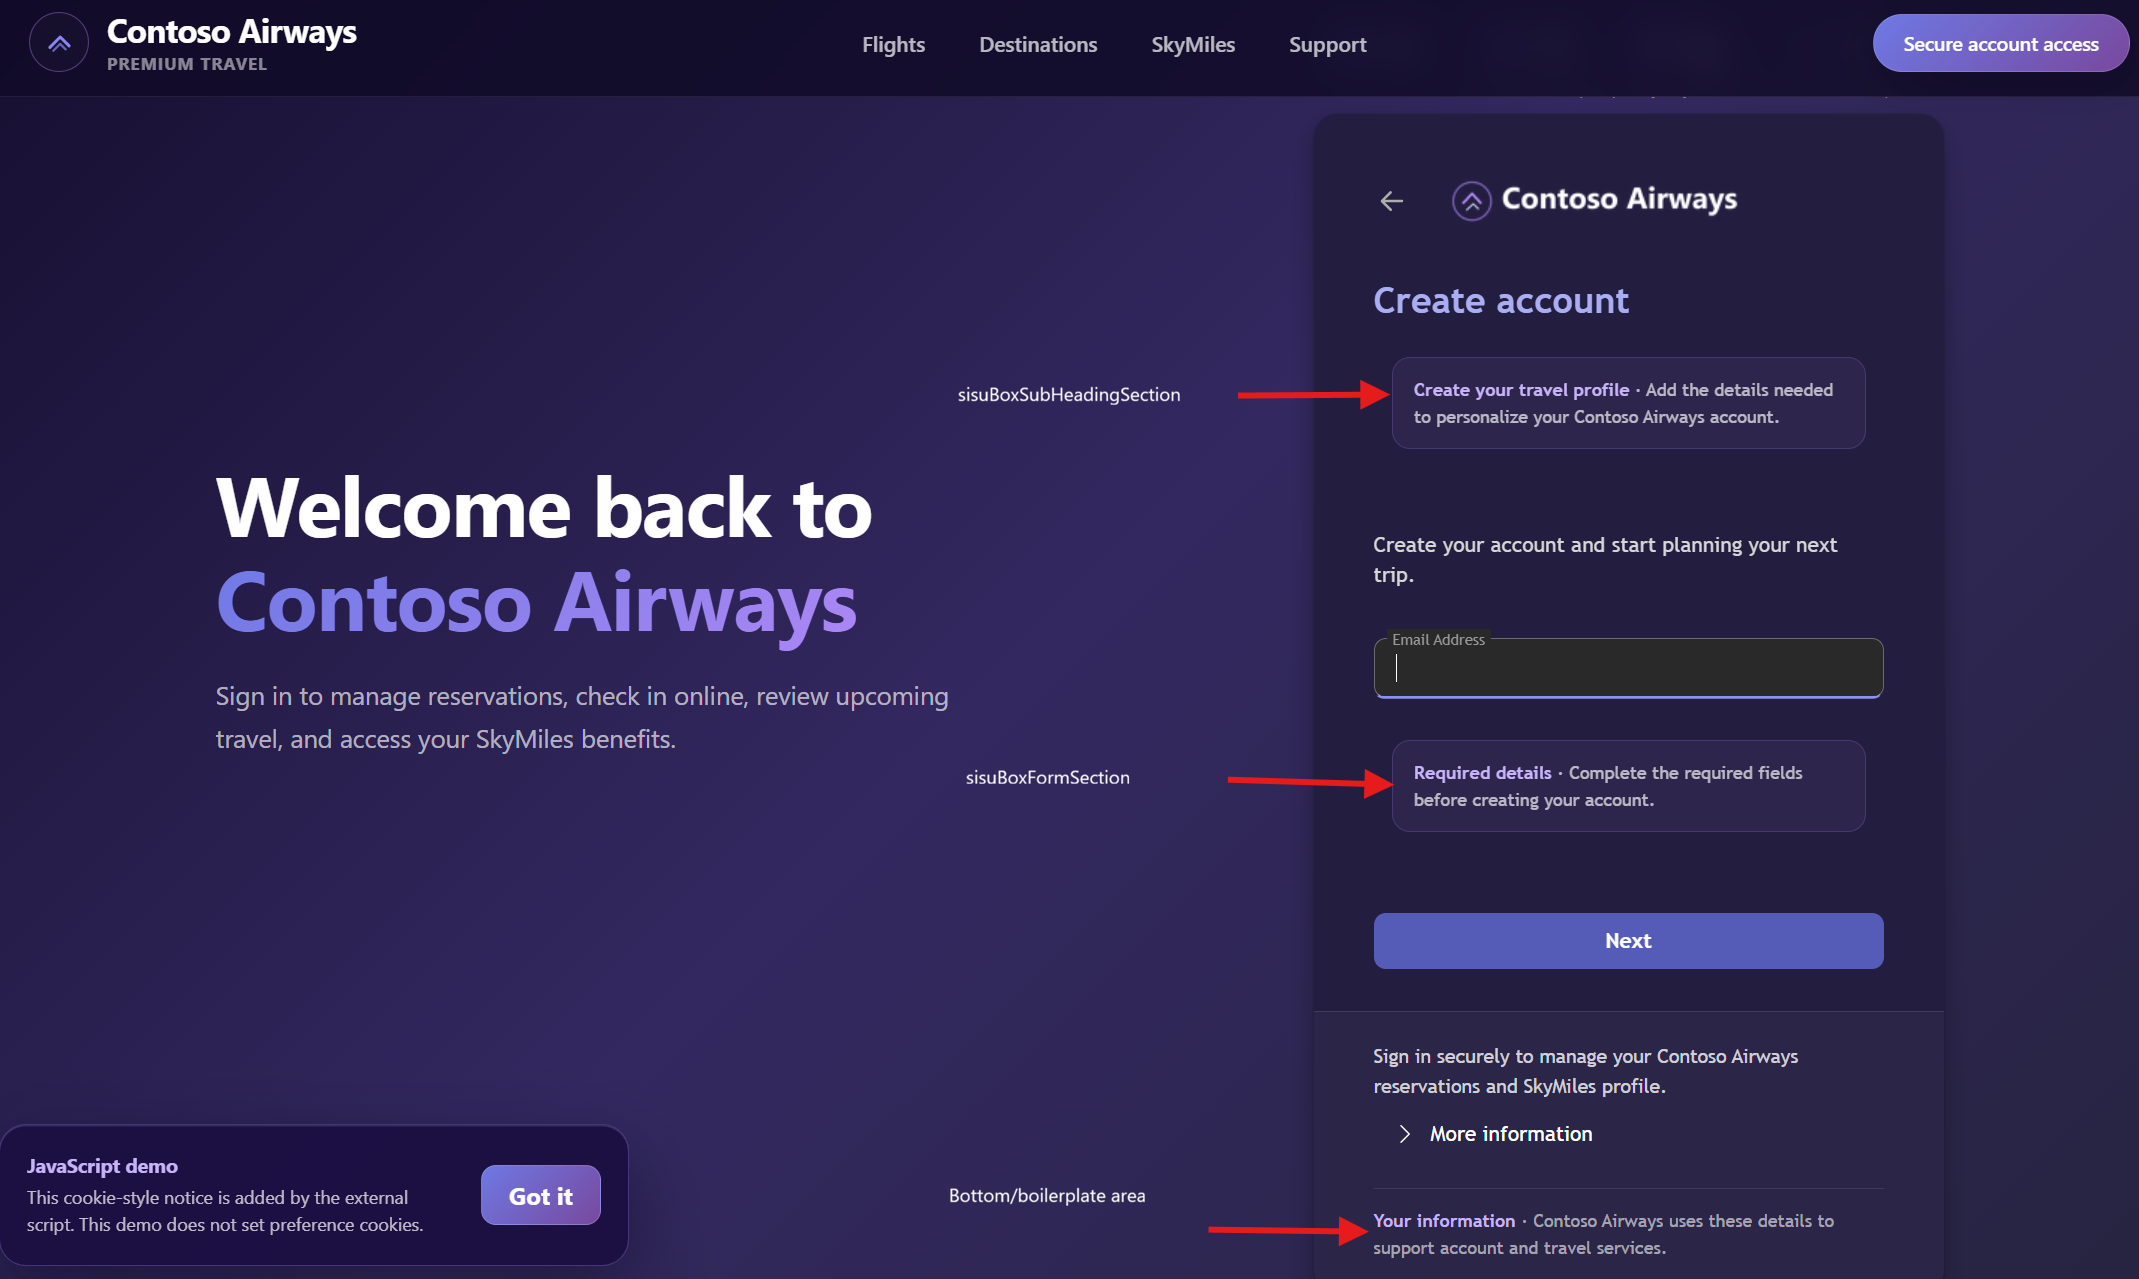 Contoso Airways
PREMIUM TRAVEL
Flights
Destinations
SkyMiles
Support
Secure account access
Contoso Airways
Create account
sisuBoxSubHeadingSection
Create your travel profile · Add the details needed
to personalize your Contoso Airways account.
Welcome back to
Contoso Airways
Sign in to manage reservations, check in online, review upcoming
travel, and access your SkyMiles benefits.
Create your account and start planning your next
trip.
Email Address
sisuBoxFormSection
Required details · Complete the required fields
before creating your account.
Next
Sign in securely to manage your Contoso Airways
reservations and SkyMiles profile.
More information
Bottom/boilerplate area
Your information · Contoso Airways uses these details to
support account and travel services.
JavaScript demo
This cookie-style notice is added by the external
script. This demo does not set preference cookies.
Got it